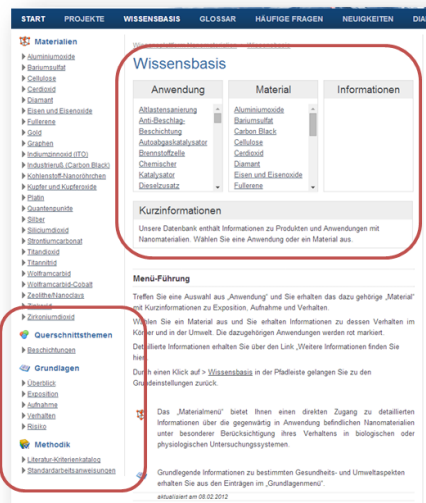 START PROJEKTE WISSENSBASIS GLOSSAR HÄUFIGE FRAGEN NEUIGKEITEN DIA
Materialien
Aluminiumoxide
Bariumsulfat
Cellulose
Cerdioxid
Diamant
Eisen und Eisenoxide
Fullerene
Gold
Graphen
Indiumzinnoxid (ITO)
Industrieruß (Carbon Black)
Kohlenstoff-Nanoröhrchen
Kupfer und Kupferoxide
Platin
Quantenpunkte
Silber
Siliciumdioxid
Strontiumcarbonat
Titandioxid
Titannitrid
Wolframcarbid
Wolframcarbid-Cobalt
Zeolithe/Nanoclays
Zirkoniumdioxid
Querschnittsthemen
Beschichtungen
Grundlagen
Überblick
Exposition
Aufnahme
Verhalten
Risiko
Methodik
Literatur-Kriterienkatalog
Standardarbeitsanweisungen
Wissensbasis
Anwendung
Altlastensanierung
Anti-Beschlag-
Beschichtung
Autoabgaskatalysator
Brennstoffzelle
Chemischer
Katalysator
Dieselzusatz
Material
Aluminiumoxide
Bariumsulfat
Carbon Black
Cellulose
Cerdioxid
Diamant
Eisen und Eisenoxide
Fullerene
Informationen
Kurzinformationen
Unsere Datenbank enthält Informationen zu Produkten und Anwendungen mit
Nanomaterialien. Wählen Sie eine Anwendung oder ein Material aus.
Menü-Führung
Treffen Sie eine Auswahl aus „Anwendung" und Sie erhalten das dazu gehörige „Material"
mit Kurzinformationen zu Exposition, Aufnahme und Verhalten.
Wählen Sie ein Material aus und Sie erhalten Informationen zu dessen Verhalten im
Körper und in der Umwelt. Die dazugehörigen Anwendungen werden rot markiert.
Detaillierte Informationen erhalten Sie über den Link „Weitere Informationen finden Sie
hier
Durch einen Klick auf > Wissensbasis in der Pfadleiste gelangen Sie zu den
Grundeinstellungen zurück.
Das „Materialmenü" bietet Ihnen einen direkten Zugang zu detaillierten
Informationen über die gegenwärtig in Anwendung befindlichen Nanomaterialien
unter besonderer Berücksichtigung ihres Verhaltens in biologischen oder
physiologischen Untersuchungssystemen.
Grundlegende Informationen zu bestimmten Gesundheits- und Umweltaspekten
erhalten Sie aus den Einträgen im „Grundlagenmenü".
aktualisiert am 08.02.2012